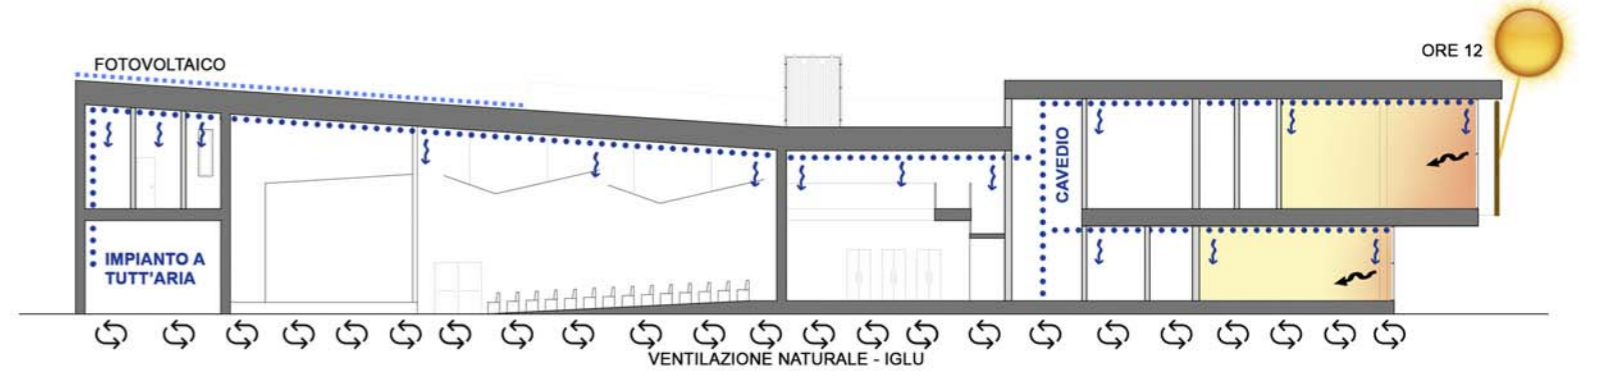 FOTOVOLTAICO
ORE 12
CAVEDIO
IMPIANTO A
TUTT'ARIA
VENTILAZIONE NATURALE - IGLU